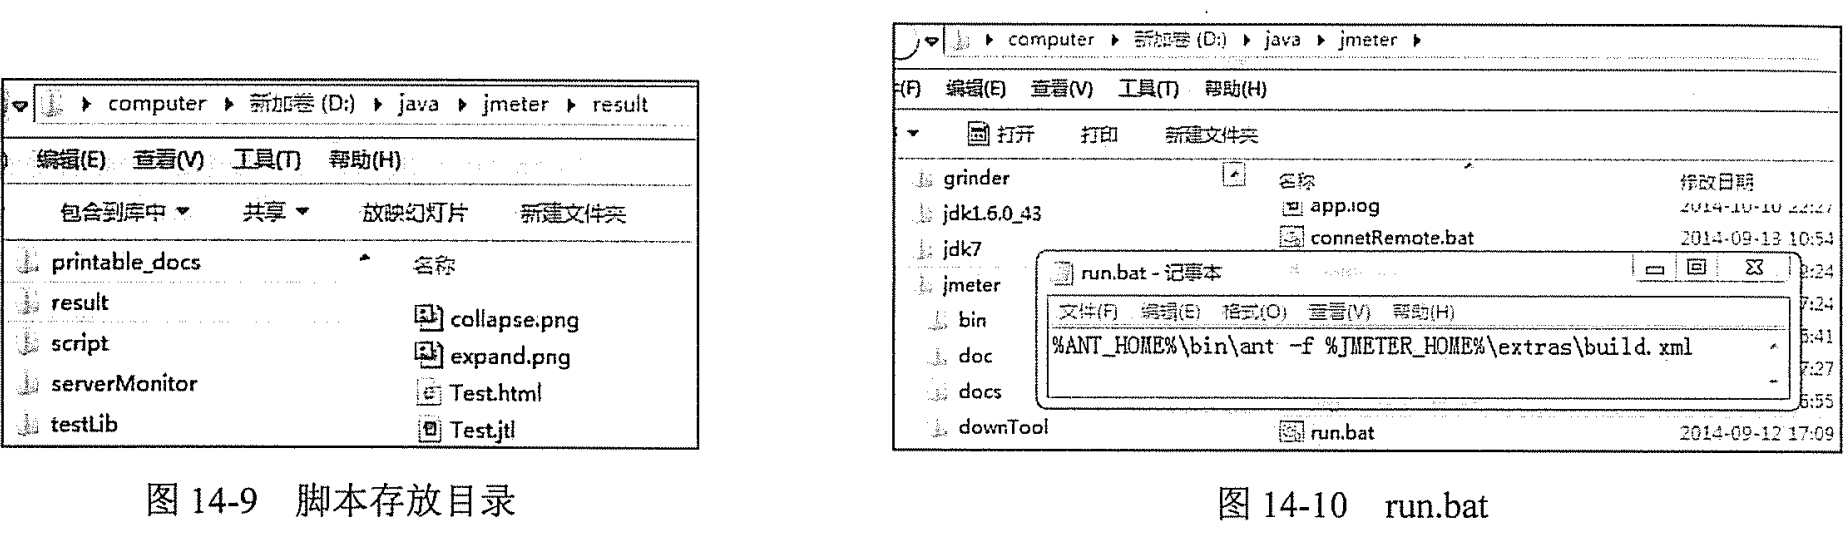 computer 新加卷 (D:) java jmeter result
编辑(E) 查看(V) 工具(T) 帮助(H)
包含到库中 共享 放映幻灯片 新建文件夹
printable_docs
result
script
serverMonitor
testLib
名称
collapse.png
expand.png
Test.html
Test.jtl
图 14-9 脚本存放目录
computer 新加卷 (D:) java jmeter
(F) 编辑(E) 查看(V) 工具(T) 帮助(H)
打开 打印 新建文件夹
grinder
jdk1.6.0_43
jdk7
jmeter
bin
doc
docs
downTool
名称 修改日期
app.log 2014-10-10 22:27
connetRemote.bat 2014-09-13 10:54
run.bat - 记事本
文件(F) 编辑(E) 格式(O) 查看(V) 帮助(H)
%ANT_HOME%\bin\ant -f %JMETER_HOME%\extras\build.xml
:24
7:24
:41
7:27
:55
run.bat 2014-09-12 17:09
图 14-10 run.bat